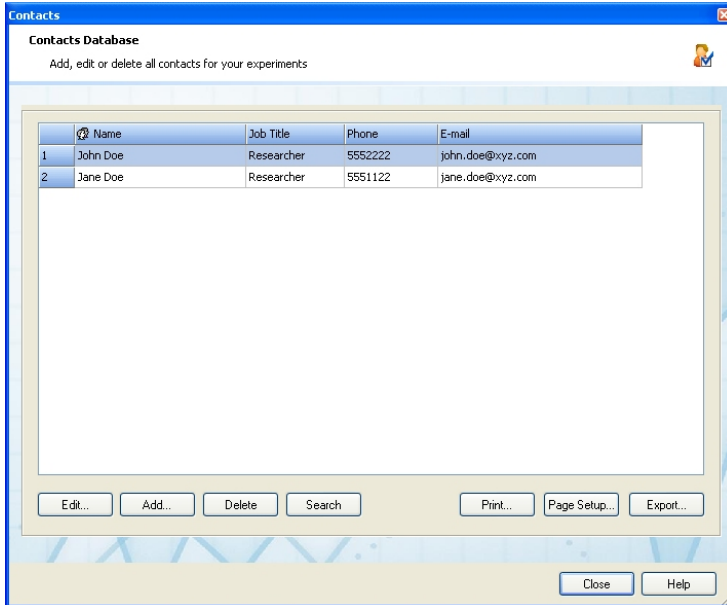 Contacts
Contacts Database
Add, edit or delete all contacts for your experiments
Name Job Title Phone E-mail
1 John Doe Researcher 5552222 john.doe@xyz.com
2 Jane Doe Researcher 5551122 jane.doe@xyz.com
Edit... Add... Delete Search Print... Page Setup... Export...
Close Help